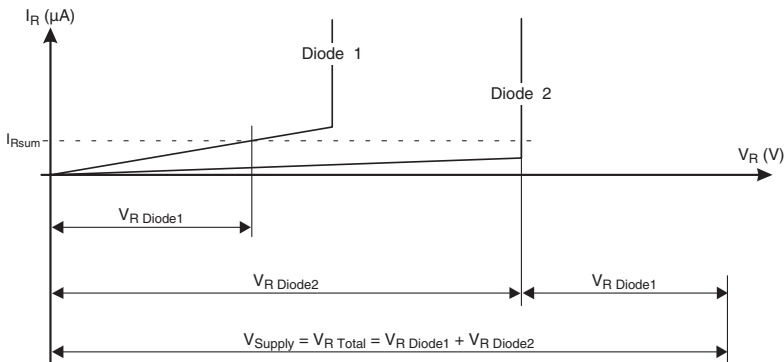 I_R (µA)
Diode 1
Diode 2
I_Rsum
V_R (V)
V_R Diode1
V_R Diode2
V_R Diode1
V_Supply = V_R Total = V_R Diode1 + V_R Diode2